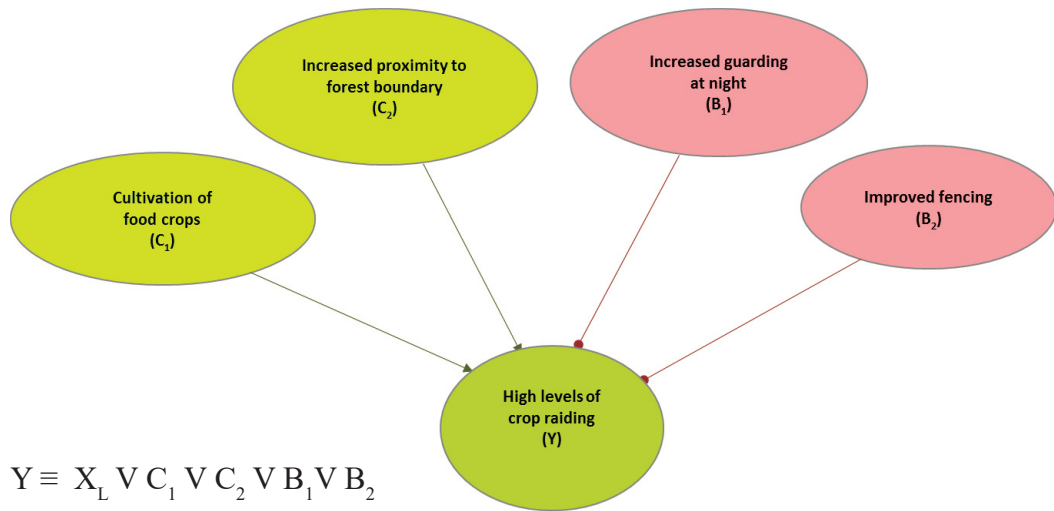 Increased proximity to
forest boundary
(C₂)
Increased guarding
at night
(B₁)
Cultivation of
food crops
(C₁)
Improved fencing
(B₂)
High levels of
crop raiding
(Y)
Y ≡ X_L V C₁ V C₂ V B₁ V B₂